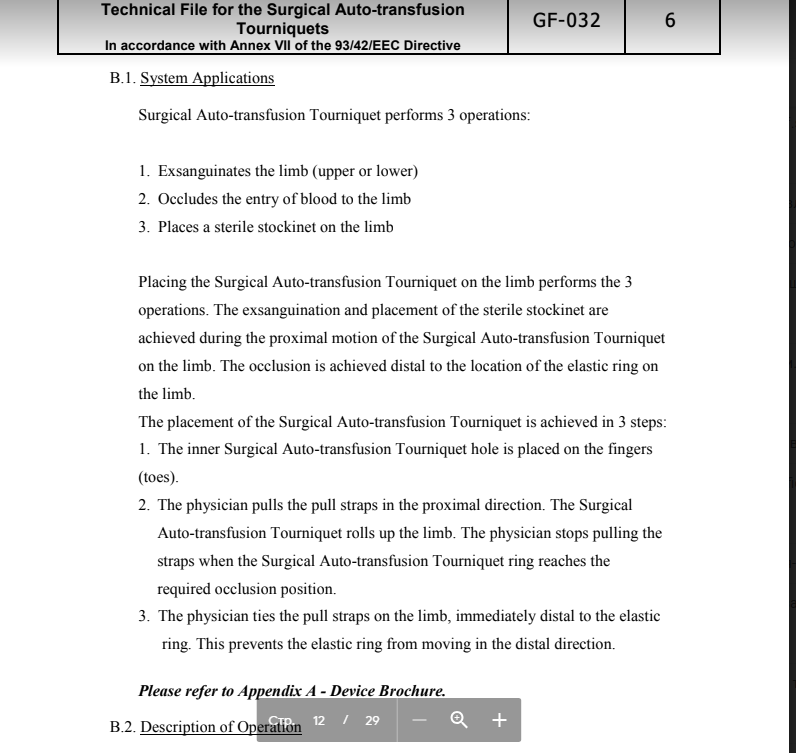 Technical File for the Surgical Auto-transfusion
Tourniquets
In accordance with Annex VII of the 93/42/EEC Directive
GF-032
6
B.1. System Applications
Surgical Auto-transfusion Tourniquet performs 3 operations:
1. Exsanguinates the limb (upper or lower)
2. Occludes the entry of blood to the limb
3. Places a sterile stockinet on the limb
Placing the Surgical Auto-transfusion Tourniquet on the limb performs the 3
operations. The exsanguination and placement of the sterile stockinet are
achieved during the proximal motion of the Surgical Auto-transfusion Tourniquet
on the limb. The occlusion is achieved distal to the location of the elastic ring on
the limb.
The placement of the Surgical Auto-transfusion Tourniquet is achieved in 3 steps:
1. The inner Surgical Auto-transfusion Tourniquet hole is placed on the fingers
(toes).
2. The physician pulls the pull straps in the proximal direction. The Surgical
Auto-transfusion Tourniquet rolls up the limb. The physician stops pulling the
straps when the Surgical Auto-transfusion Tourniquet ring reaches the
required occlusion position.
3. The physician ties the pull straps on the limb, immediately distal to the elastic
ring. This prevents the elastic ring from moving in the distal direction.
Please refer to Appendix A - Device Brochure.
B.2. Description of Operation
Стр. 12 / 29